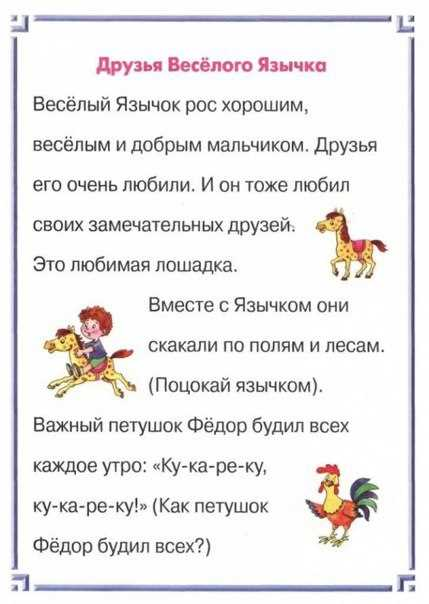 Друзья Весёлого Язычка
Весёлый Язычок рос хорошим,
весёлым и добрым мальчиком. Друзья
его очень любили. И он тоже любил
своих замечательных друзей.
Это любимая лошадка.
Вместе с Язычком они
скакали по полям и лесам.
(Поцокай язычком).
Важный петушок Фёдор будил всех
каждое утро: «Ку-ка-ре-ку,
ку-ка-ре-ку!» (Как петушок
Фёдор будил всех?)